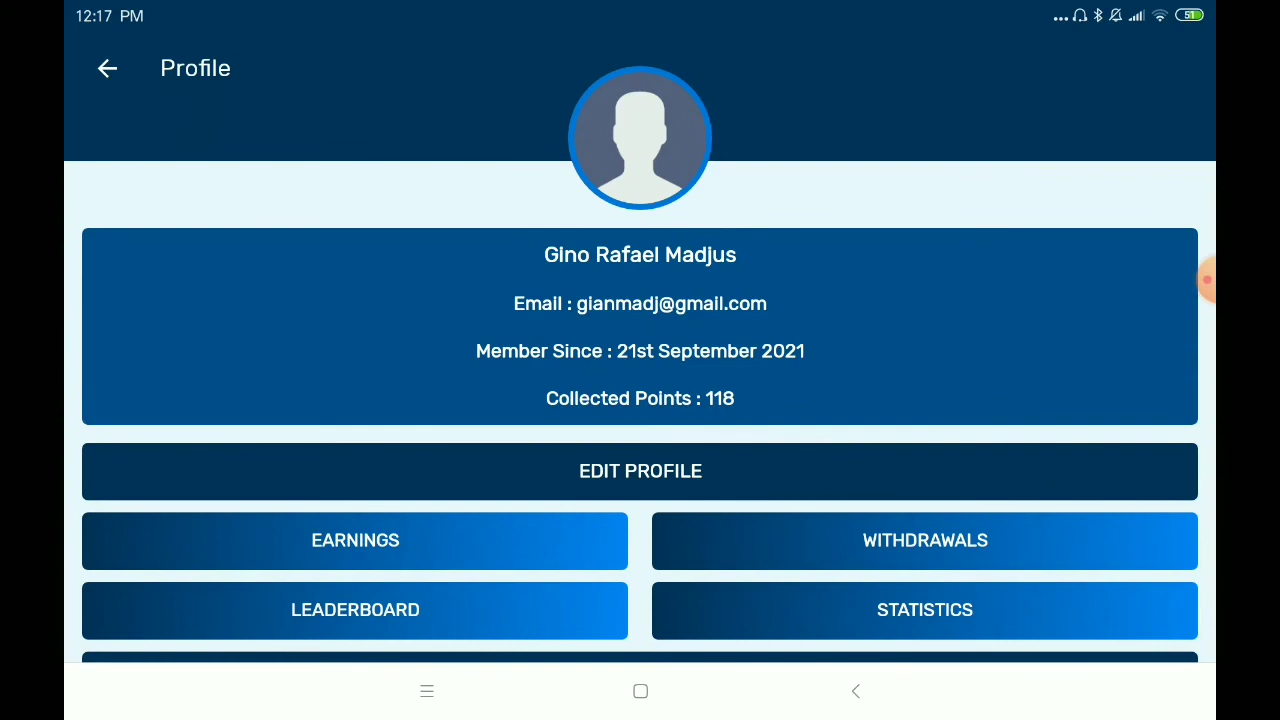 12:17 PM
51
Profile
Gino Rafael Madjus
Email : gianmadj@gmail.com
Member Since : 21st September 2021
Collected Points : 118
EDIT PROFILE
EARNINGS
WITHDRAWALS
LEADERBOARD
STATISTICS